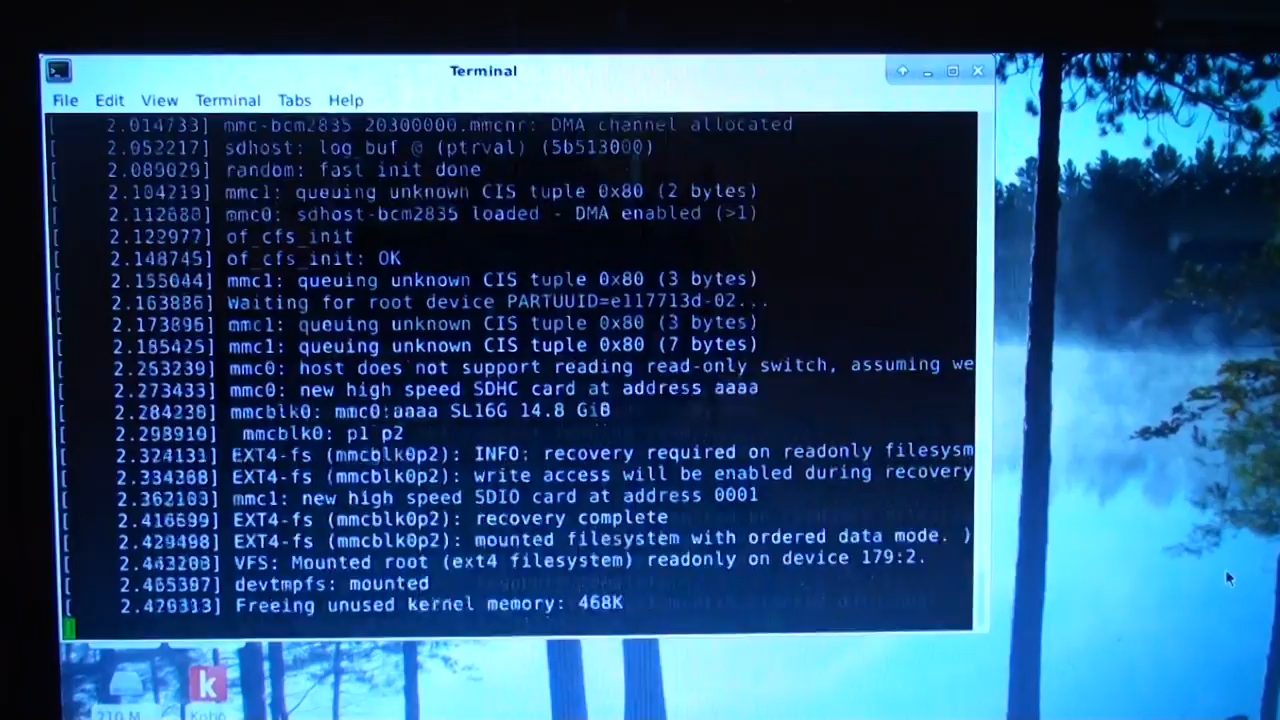 Terminal
File Edit View Terminal Tabs Help
[ 2.014733] mmc-bcm2835 20300000.mmcnr: DMA channel allocated
[ 2.052217] sdhost: log_buf @ (ptrval) (5b513000)
[ 2.089029] random: fast init done
[ 2.104219] mmc1: queuing unknown CIS tuple 0x80 (2 bytes)
[ 2.112680] mmc0: sdhost-bcm2835 loaded - DMA enabled (>1)
[ 2.122977] of_cfs_init
[ 2.148745] of_cfs_init: OK
[ 2.155044] mmc1: queuing unknown CIS tuple 0x80 (3 bytes)
[ 2.163886] Waiting for root device PARTUUID=e117713d-02...
[ 2.173896] mmc1: queuing unknown CIS tuple 0x80 (3 bytes)
[ 2.185425] mmc1: queuing unknown CIS tuple 0x80 (7 bytes)
[ 2.253239] mmc0: host does not support reading read-only switch, assuming we
[ 2.273433] mmc0: new high speed SDHC card at address aaaa
[ 2.284238] mmcblk0: mmc0:aaaa SL16G 14.8 GiB
[ 2.298910] mmcblk0: p1 p2
[ 2.324131] EXT4-fs (mmcblk0p2): INFO: recovery required on readonly filesysm
[ 2.334388] EXT4-fs (mmcblk0p2): write access will be enabled during recovery
[ 2.362103] mmc1: new high speed SDIO card at address 0001
[ 2.416699] EXT4-fs (mmcblk0p2): recovery complete
[ 2.429498] EXT4-fs (mmcblk0p2): mounted filesystem with ordered data mode. )
[ 2.443208] VFS: Mounted root (ext4 filesystem) readonly on device 179:2.
[ 2.465397] devtmpfs: mounted
[ 2.470313] Freeing unused kernel memory: 468K
k
210 M
Kobo